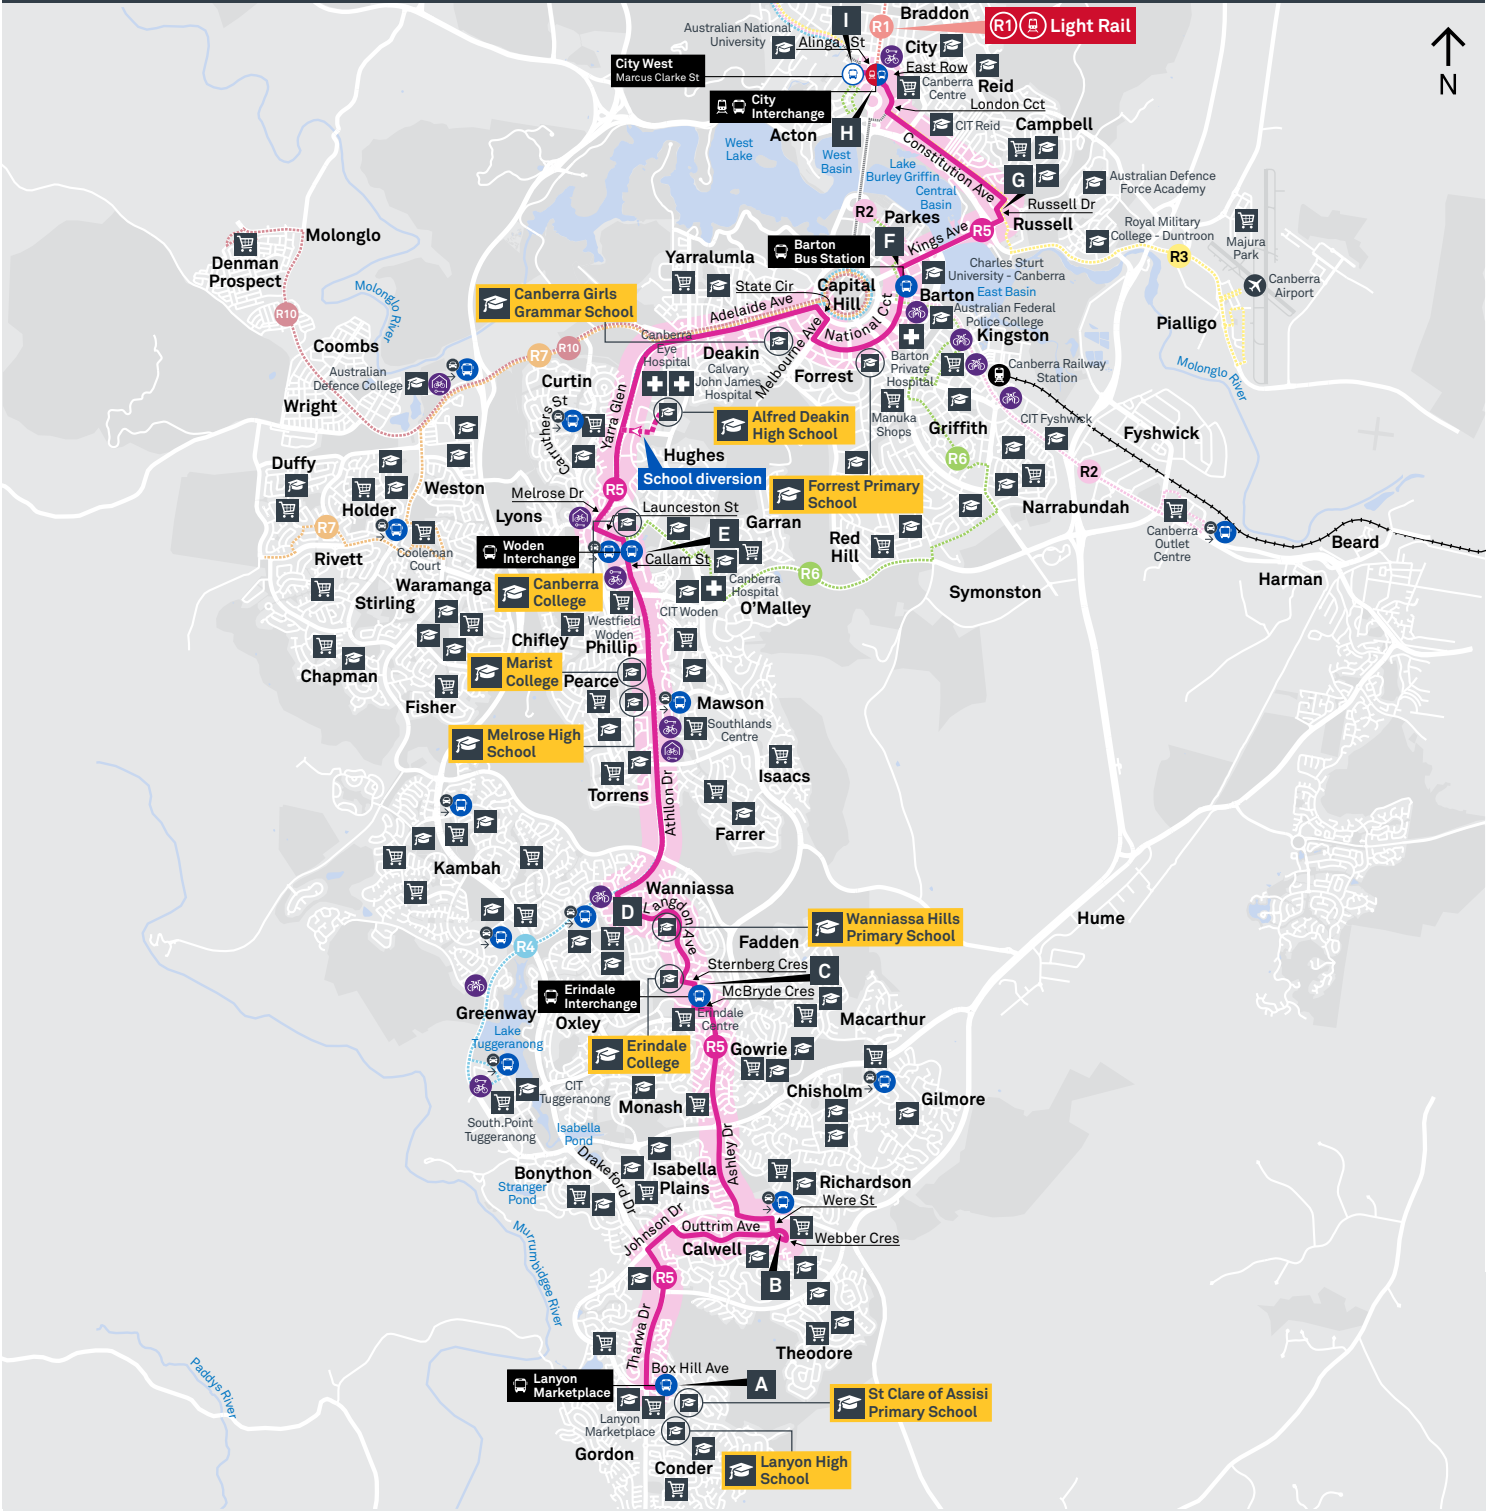 Braddon
I
R1
R1 Light Rail
N
Australian National
University
Alinga St
City
East Row
City West
Marcus Clarke St
Canberra
Centre
Reid
London Cct
City
Interchange
Acton
H
CIT Reid
Campbell
West
Lake
West
Basin
Constitution Ave
Lake
Burley Griffin
Central
Basin
G
Australian Defence
Force Academy
Russell Dr
Russell
R2
Parkes
R5
Royal Military
College - Duntroon
R3
Majura
Park
Canberra
Airport
Molonglo
Denman
Prospect
F
Kings Ave
Barton
Bus Station
Yarralumla
State Cir
Capital
Hill
Charles Sturt
University - Canberra
East Basin
Barton
Australian Federal
Police College
Kingston
Pialligo
Molonglo
River
R10
Canberra Girls
Grammar School
Adelaide Ave
National Cct
Melbourne Ave
Coombs
R7
R10
Canberra
Eye
Hospital
Deakin
Calvary
John James
Hospital
Forrest
Barton
Private
Hospital
Canberra Railway
Station
Molonglo River
Australian
Defence College
Wright
Curtin
Carruthers St
Yarra Glen
Manuka
Shops
CIT Fyshwick
Griffith
Fyshwick
Alfred Deakin
High School
Hughes
School diversion
Duffy
Holder
Weston
R6
R2
Forrest Primary
School
Melrose Dr
R5
Lyons
Launceston St
Garran
Narrabundah
R7
Rivett
Cooleman
Court
Woden
Interchange
E
Callam St
Red
Hill
Canberra
Outlet
Centre
Beard
Harman
Waramanga
Stirling
Canberra
College
Canberra
Hospital
CIT Woden
R6
O'Malley
Symonston
Westfield
Woden
Chifley
Phillip
Chapman
Marist
College
Pearce
Fisher
Mawson
Southlands
Centre
Melrose High
School
Isaacs
Torrens
Athllon Dr
Farrer
Kambah
Wanniassa
D
Langdon Ave
Wanniassa Hills
Primary School
Hume
Fadden
R4
Sternberg Cres
C
McBryde Cres
Erindale
Interchange
Greenway
Oxley
Erindale
Centre
Macarthur
Lake
Tuggeranong
Erindale
College
R5
Gowrie
CIT
Tuggeranong
Monash
Chisholm
Gilmore
South.Point
Tuggeranong
Isabella
Pond
Drakeford Dr
Ashley Dr
Bonython
Stranger
Pond
Isabella
Plains
Richardson
Were St
Johnson Dr
Outtrim Ave
Calwell
Webber Cres
Murrumbidgee River
R5
B
Tharwa Dr
Theodore
Paddys River
Box Hill Ave
Lanyon
Marketplace
A
St Clare of Assisi
Primary School
Lanyon
Marketplace
Gordon
Conder
Lanyon High
School